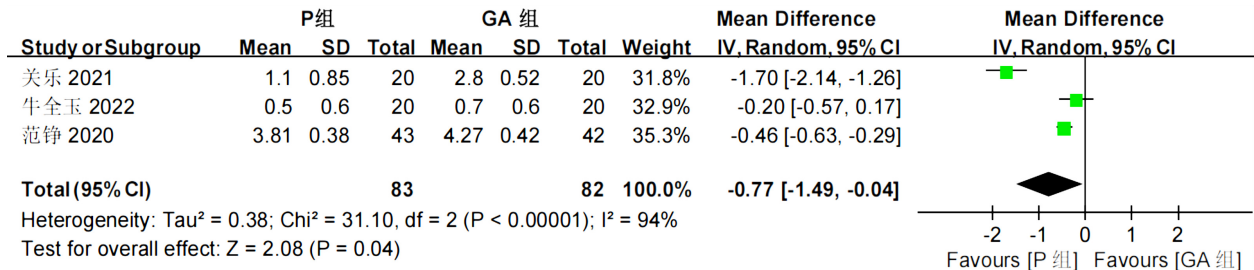 P组 GA 组 Mean Difference Mean Difference
Study or Subgroup Mean SD Total Mean SD Total Weight IV, Random, 95% CI IV, Random, 95% CI
关乐 2021 1.1 0.85 20 2.8 0.52 20 31.8% -1.70 [-2.14, -1.26]
牛全玉 2022 0.5 0.6 20 0.7 0.6 20 32.9% -0.20 [-0.57, 0.17]
范铮 2020 3.81 0.38 43 4.27 0.42 42 35.3% -0.46 [-0.63, -0.29]
Total (95% CI) 83 82 100.0% -0.77 [-1.49, -0.04]
Heterogeneity: Tau² = 0.38; Chi² = 31.10, df = 2 (P < 0.00001); I² = 94%
Test for overall effect: Z = 2.08 (P = 0.04)
-2 -1 0 1 2
Favours [P 组] Favours [GA 组]